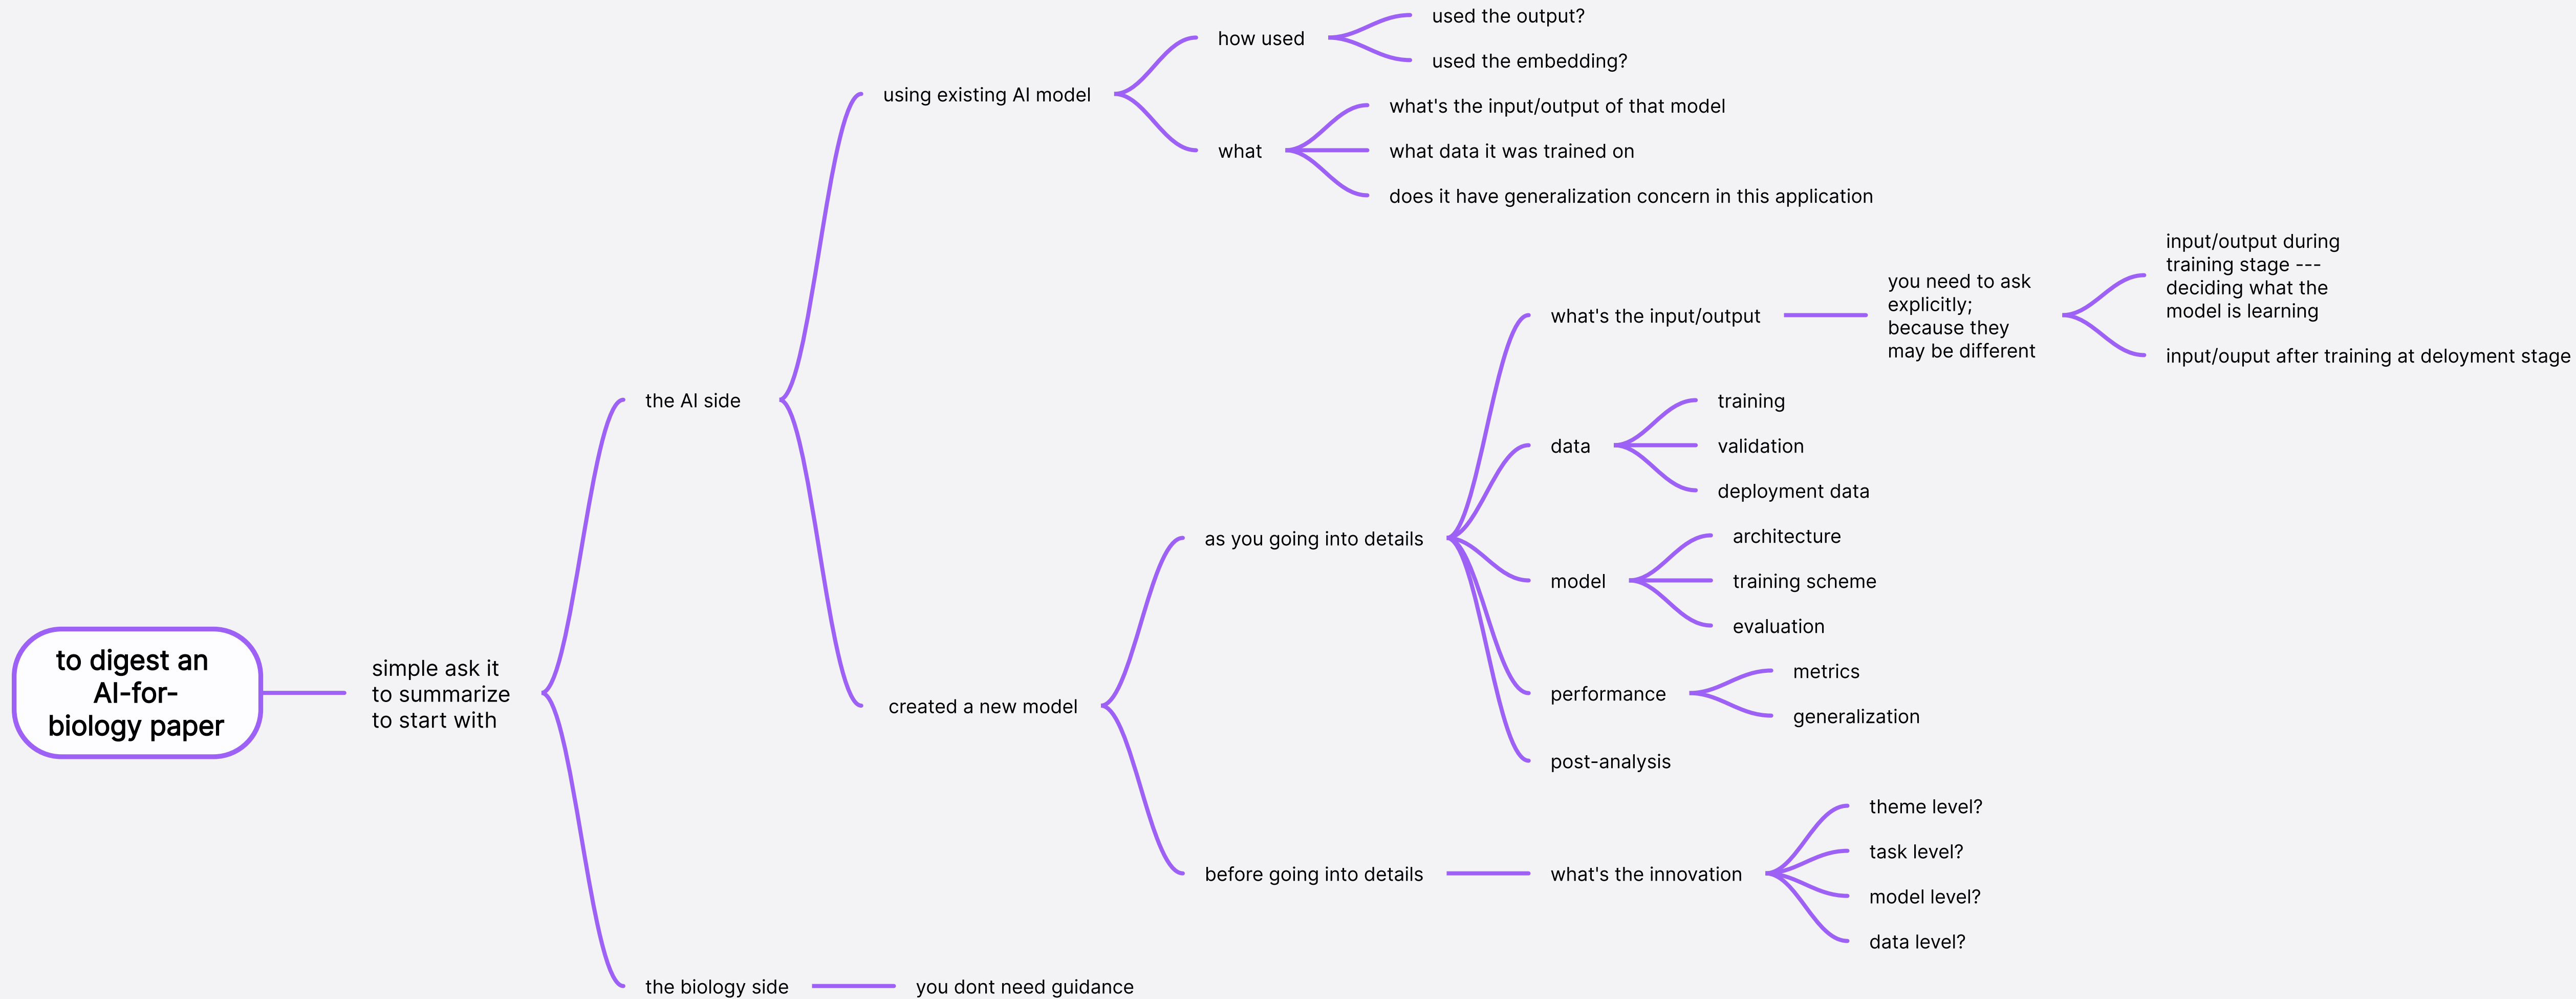 used the output?
how used
used the embedding?
using existing AI model
what's the input/output of that model
what
what data it was trained on
does it have generalization concern in this application
input/output during
training stage ---
deciding what the
model is learning
you need to ask
explicitly;
because they
may be different
what's the input/output
input/ouput after training at deloyment stage
the AI side
training
data
validation
deployment data
as you going into details
architecture
model
training scheme
evaluation
metrics
performance
generalization
to digest an
AI-for-
biology paper
simple ask it
to summarize
to start with
created a new model
post-analysis
theme level?
task level?
before going into details
what's the innovation
model level?
data level?
the biology side
you dont need guidance